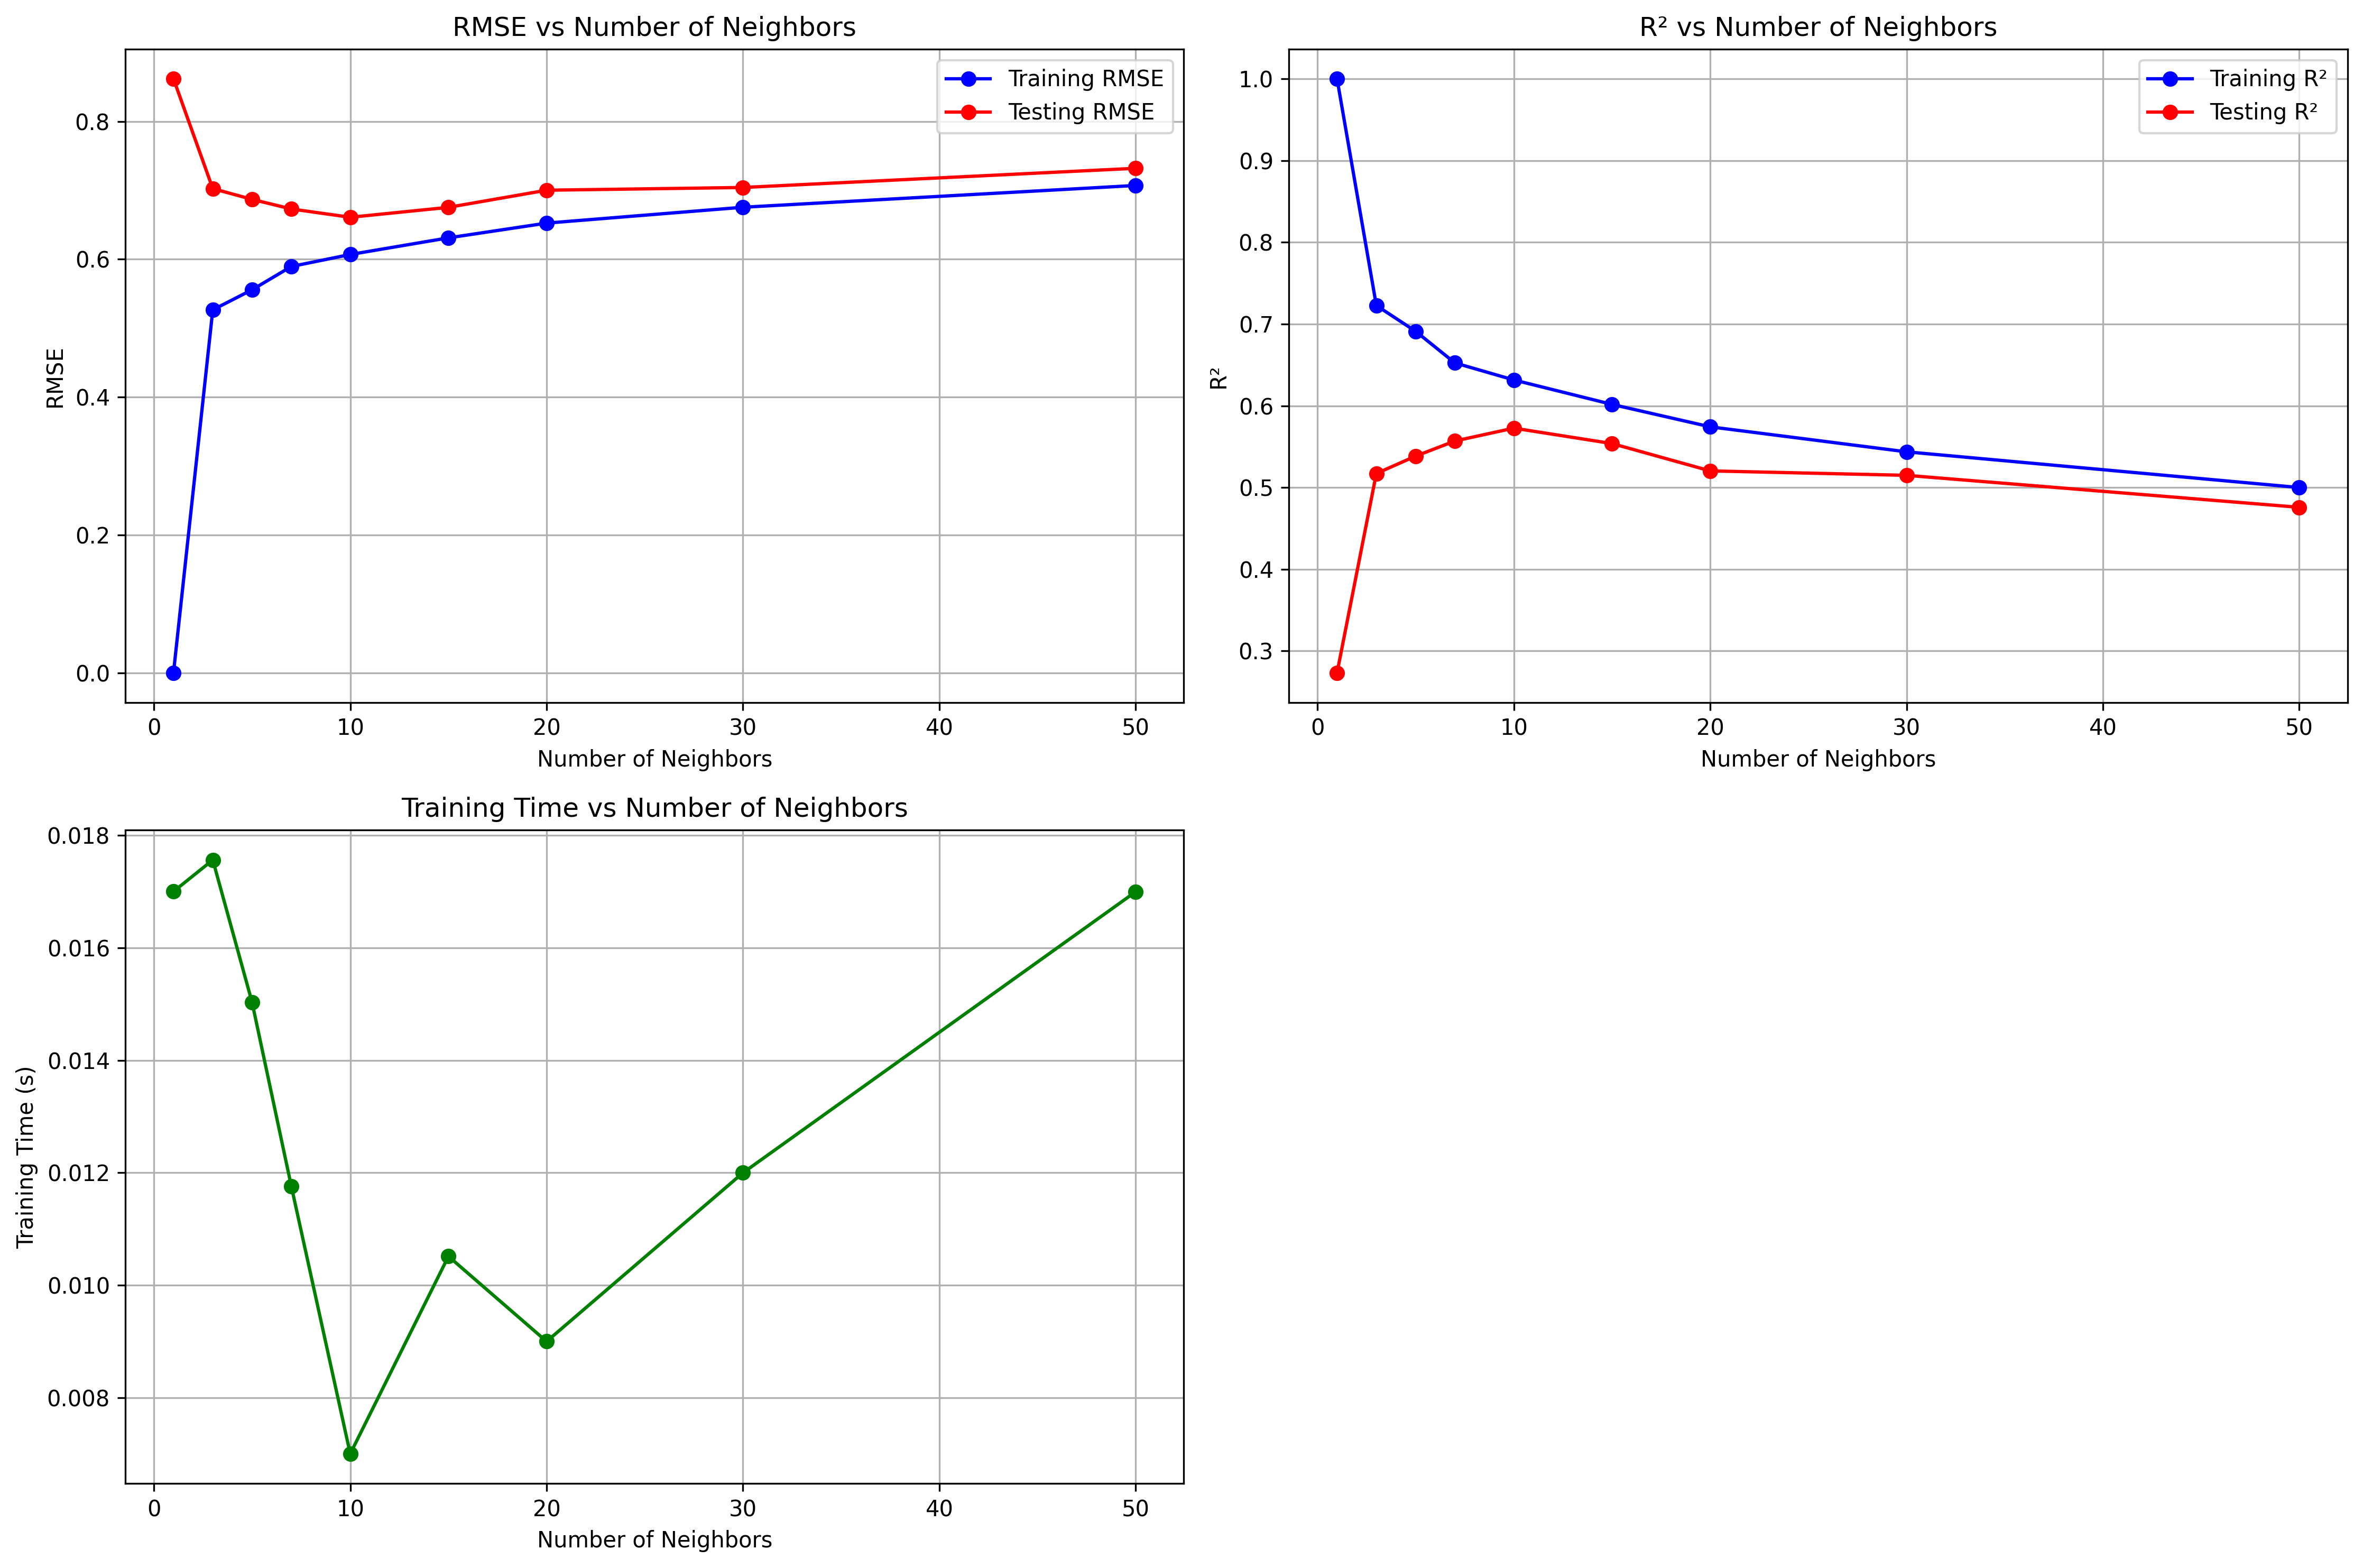 RMSE vs Number of Neighbors
Training RMSE
Testing RMSE
RMSE
0.8
0.6
0.4
0.2
0.0
0 10 20 30 40 50
Number of Neighbors
R² vs Number of Neighbors
Training R²
Testing R²
R²
1.0
0.9
0.8
0.7
0.6
0.5
0.4
0.3
0 10 20 30 40 50
Number of Neighbors
Training Time vs Number of Neighbors
Training Time (s)
0.018
0.016
0.014
0.012
0.010
0.008
0 10 20 30 40 50
Number of Neighbors